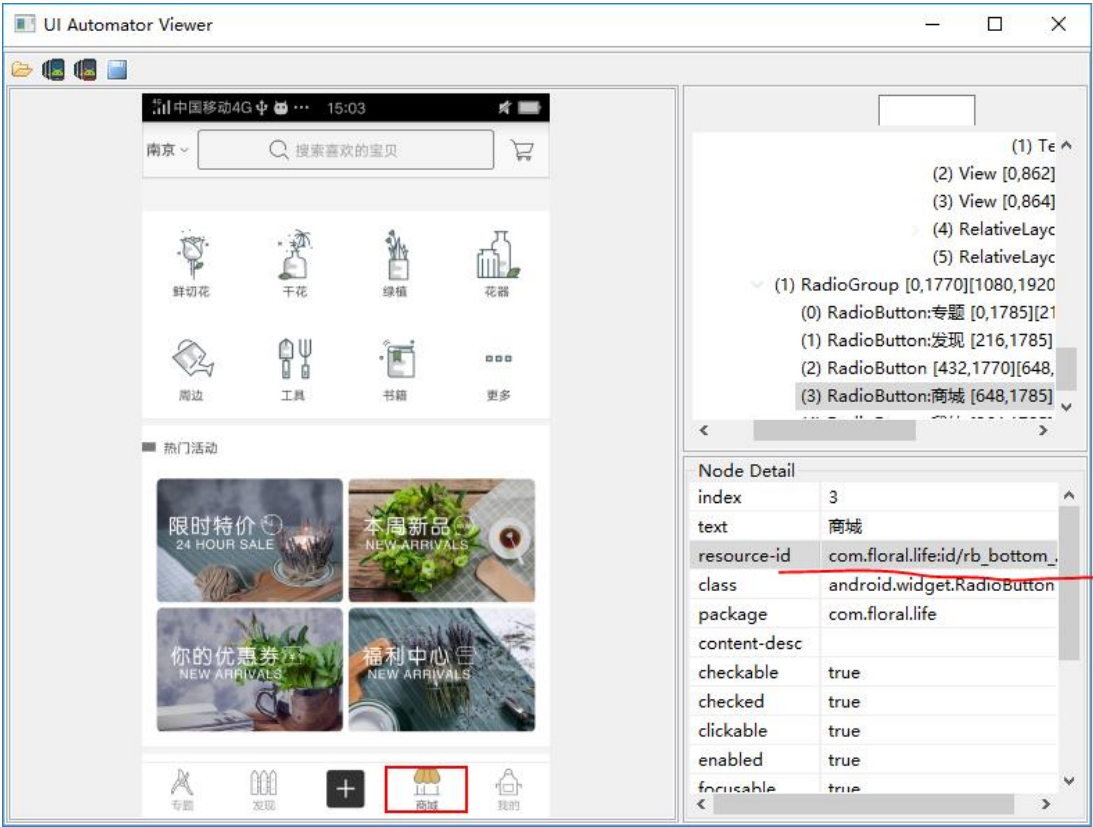 UI Automator Viewer
中国移动4G ··· 15:03
南京
搜索喜欢的宝贝
鲜切花 干花 绿植 花器
周边 工具 书籍 更多
热门活动
限时特价
24 HOUR SALE
本周新品
NEW ARRIVALS
你的优惠券
NEW ARRIVALS
福利中心
NEW ARRIVALS
专题 发现 + 商城 我的
(1) Te
(2) View [0,862]
(3) View [0,864]
(4) RelativeLayc
(5) RelativeLayc
(1) RadioGroup [0,1770][1080,1920
(0) RadioButton:专题 [0,1785][21
(1) RadioButton:发现 [216,1785]
(2) RadioButton [432,1770][648,
(3) RadioButton:商城 [648,1785]
Node Detail
index 3
text 商城
resource-id com.floral.life:id/rb_bottom_.
class android.widget.RadioButton
package com.floral.life
content-desc
checkable true
checked true
clickable true
enabled true
focusable true